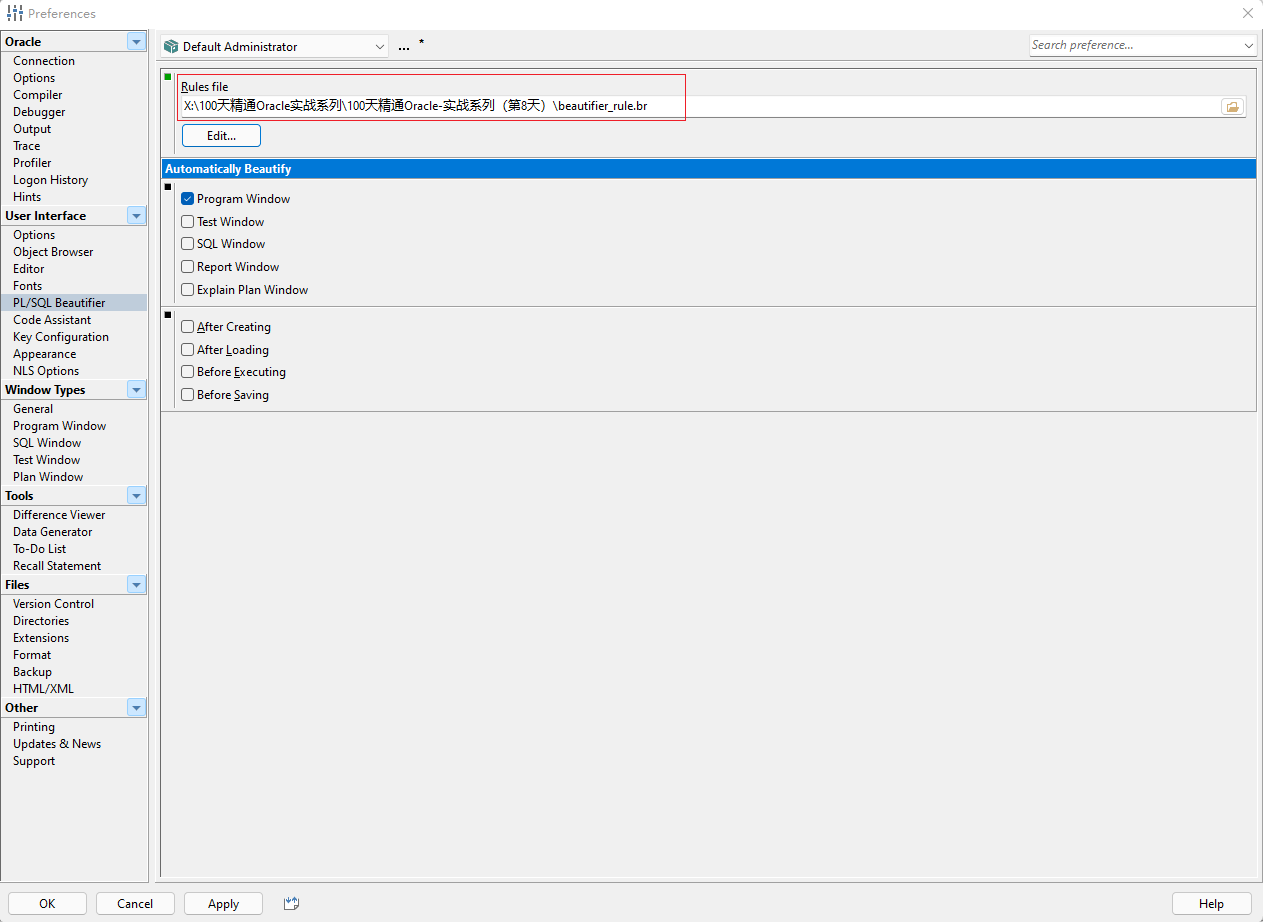 Preferences
Oracle
Connection
Options
Compiler
Debugger
Output
Trace
Profiler
Logon History
Hints
User Interface
Options
Object Browser
Editor
Fonts
PL/SQL Beautifier
Code Assistant
Key Configuration
Appearance
NLS Options
Window Types
General
Program Window
SQL Window
Test Window
Plan Window
Tools
Difference Viewer
Data Generator
To-Do List
Recall Statement
Files
Version Control
Directories
Extensions
Format
Backup
HTML/XML
Other
Printing
Updates & News
Support
Default Administrator ... *
Search preference...
Rules file
X:\100天精通Oracle实战系列\100天精通Oracle-实战系列（第8天）\beautifier_rule.br
Edit...
Automatically Beautify
Program Window
Test Window
SQL Window
Report Window
Explain Plan Window
After Creating
After Loading
Before Executing
Before Saving
OK
Cancel
Apply
Help